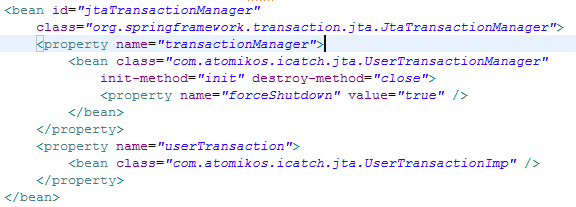 <bean id="jtaTransactionManager"
class="org.springframework.transaction.jta.JtaTransactionManager">
<property name="transactionManager">
<bean class="com.atomikos.icatch.jta.UserTransactionManager"
init-method="init" destroy-method="close">
<property name="forceShutdown" value="true" />
</bean>
</property>
<property name="userTransaction">
<bean class="com.atomikos.icatch.jta.UserTransactionImp" />
</property>
</bean>